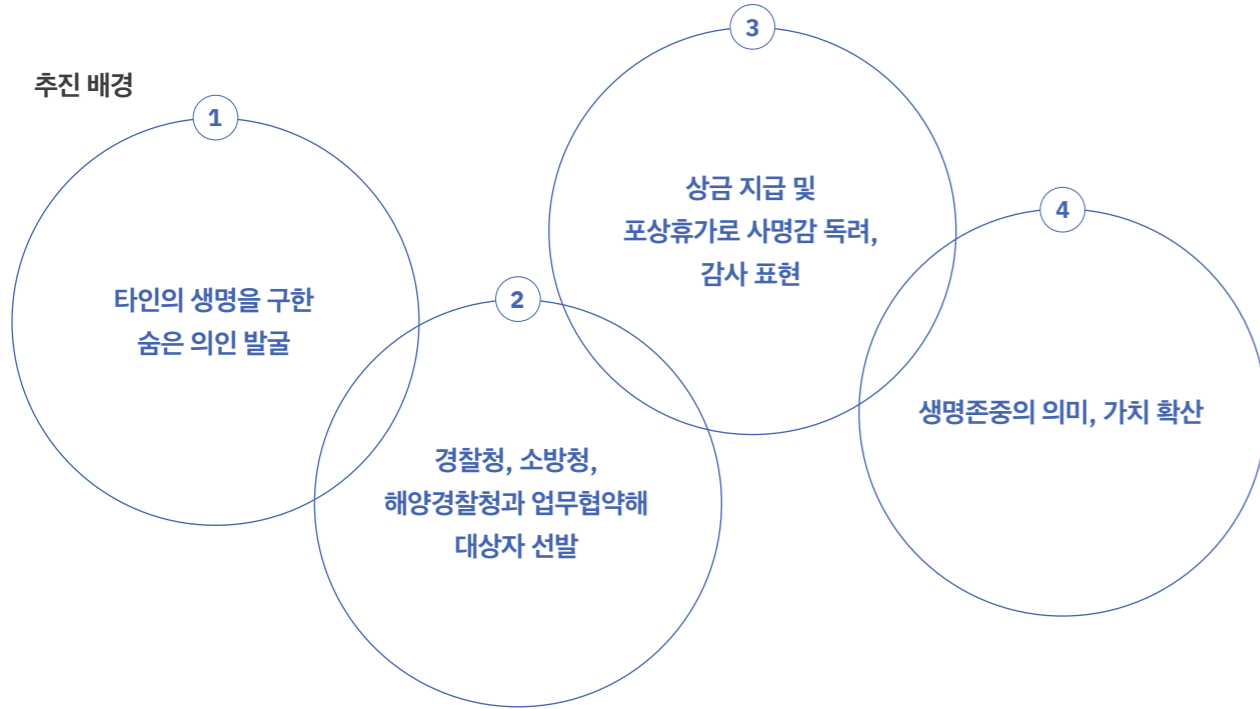 추진 배경
1
타인의 생명을 구한
숨은 의인 발굴
2
경찰청, 소방청,
해양경찰청과 업무협약해
대상자 선발
3
상금 지급 및
포상휴가로 사명감 독려,
감사 표현
4
생명존중의 의미, 가치 확산